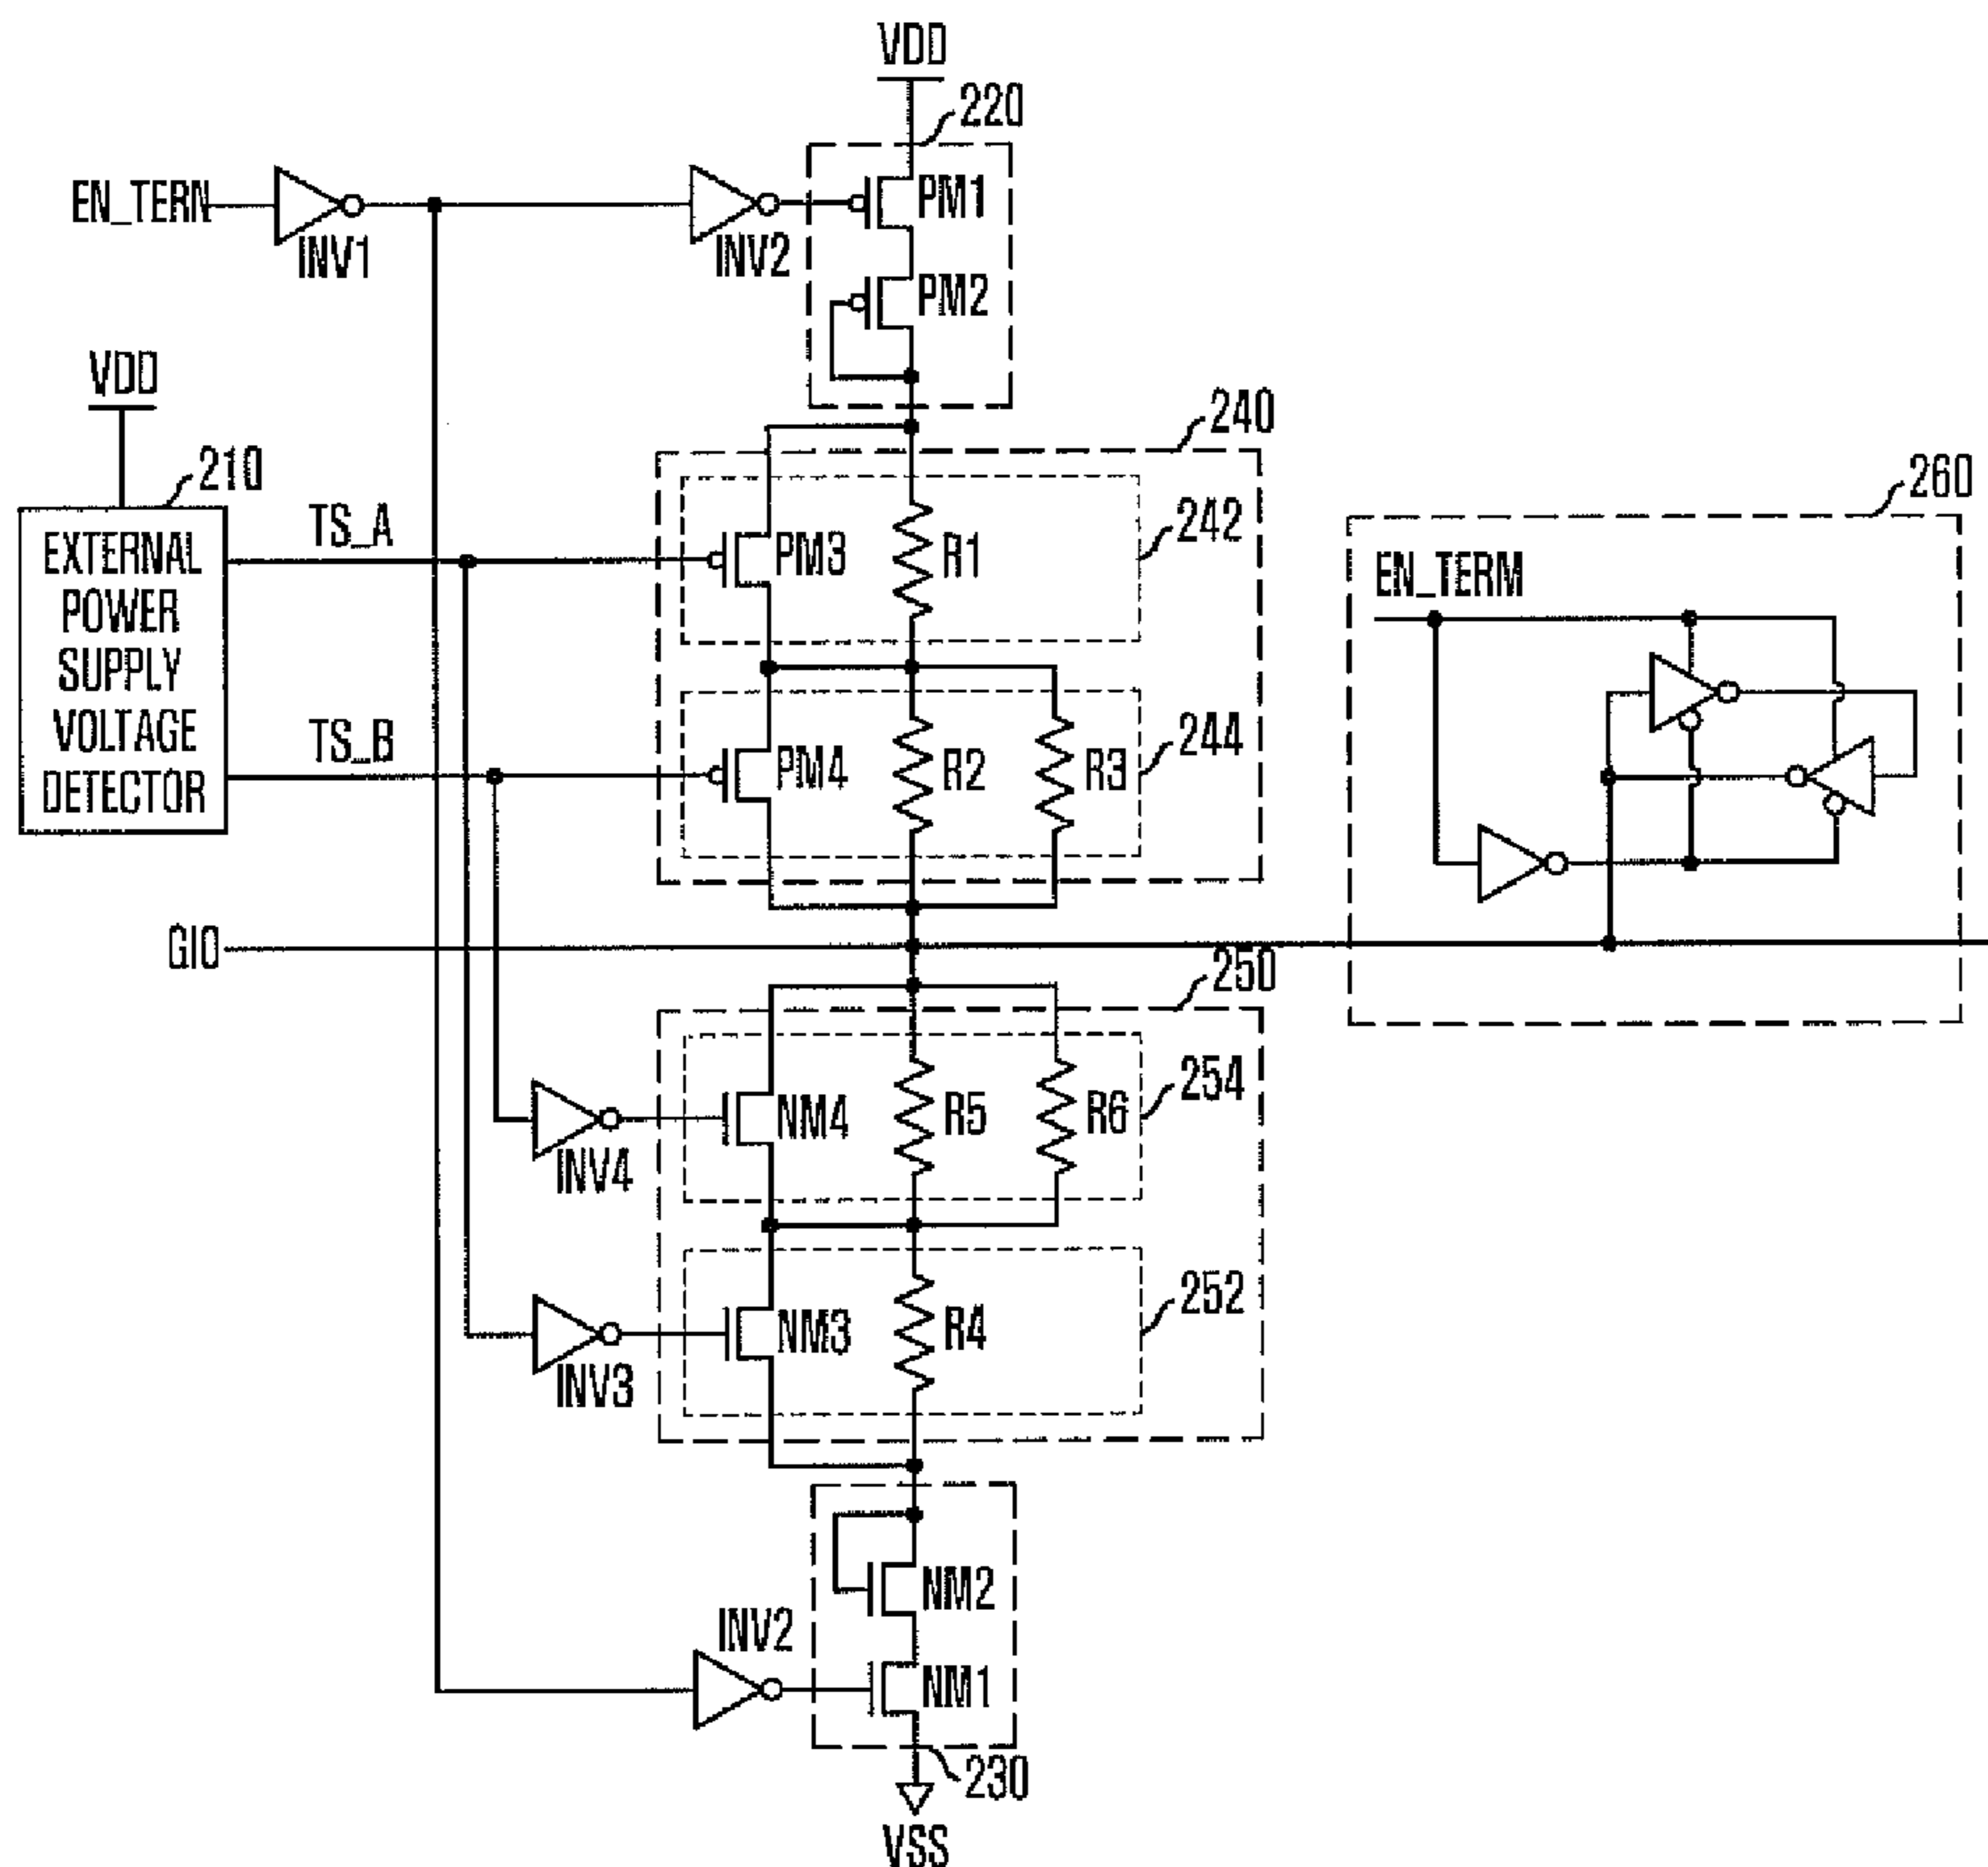 VDD
220
EN_TERN
INV1
INV2
PM1
PM2
VDD
210
EXTERNAL
POWER
SUPPLY
VOLTAGE
DETECTOR
TS_A
TS_B
240
PM3
R1
242
PM4
R2
R3
244
260
EN_TERM
GIO
250
INV4
NM4
R5
R6
254
INV3
NM3
R4
252
INV2
NM2
NM1
230
VSS